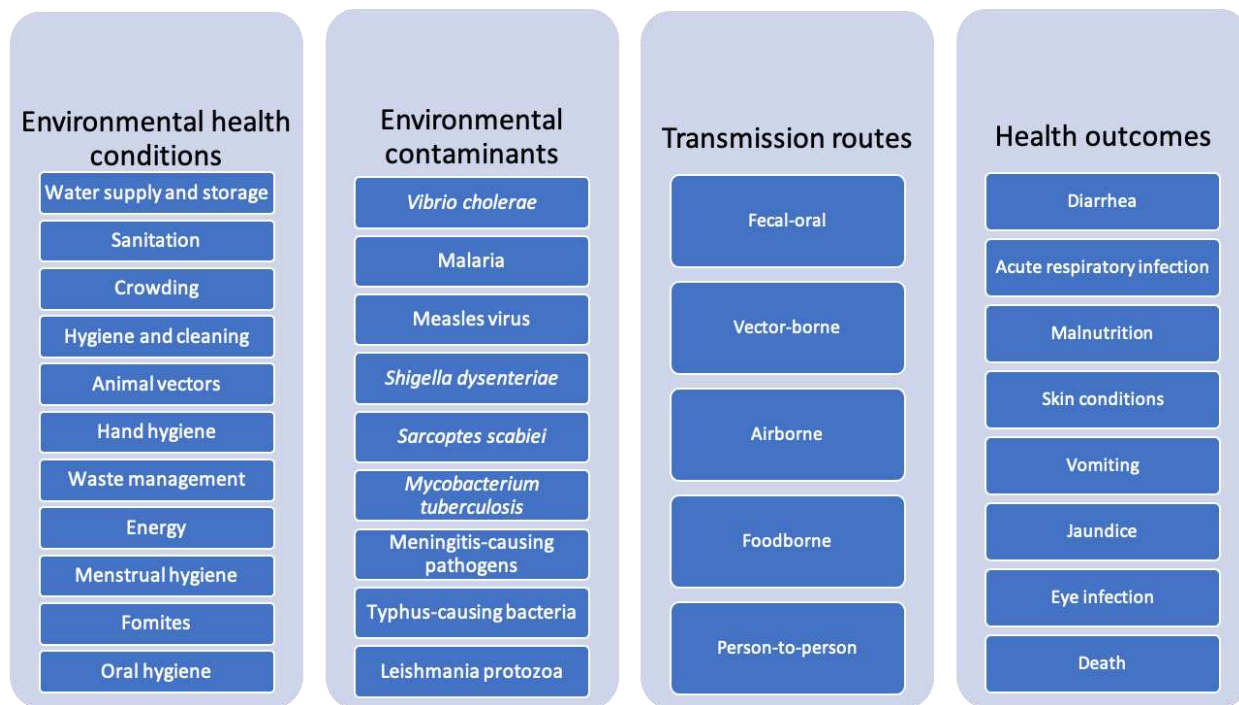 Environmental health
conditions
Water supply and storage
Sanitation
Crowding
Hygiene and cleaning
Animal vectors
Hand hygiene
Waste management
Energy
Menstrual hygiene
Fomites
Oral hygiene
Environmental
contaminants
Vibrio cholerae
Malaria
Measles virus
Shigella dysenteriae
Sarcoptes scabiei
Mycobacterium
tuberculosis
Meningitis-causing
pathogens
Typhus-causing bacteria
Leishmania protozoa
Transmission routes
Fecal-oral
Vector-borne
Airborne
Foodborne
Person-to-person
Health outcomes
Diarrhea
Acute respiratory infection
Malnutrition
Skin conditions
Vomiting
Jaundice
Eye infection
Death